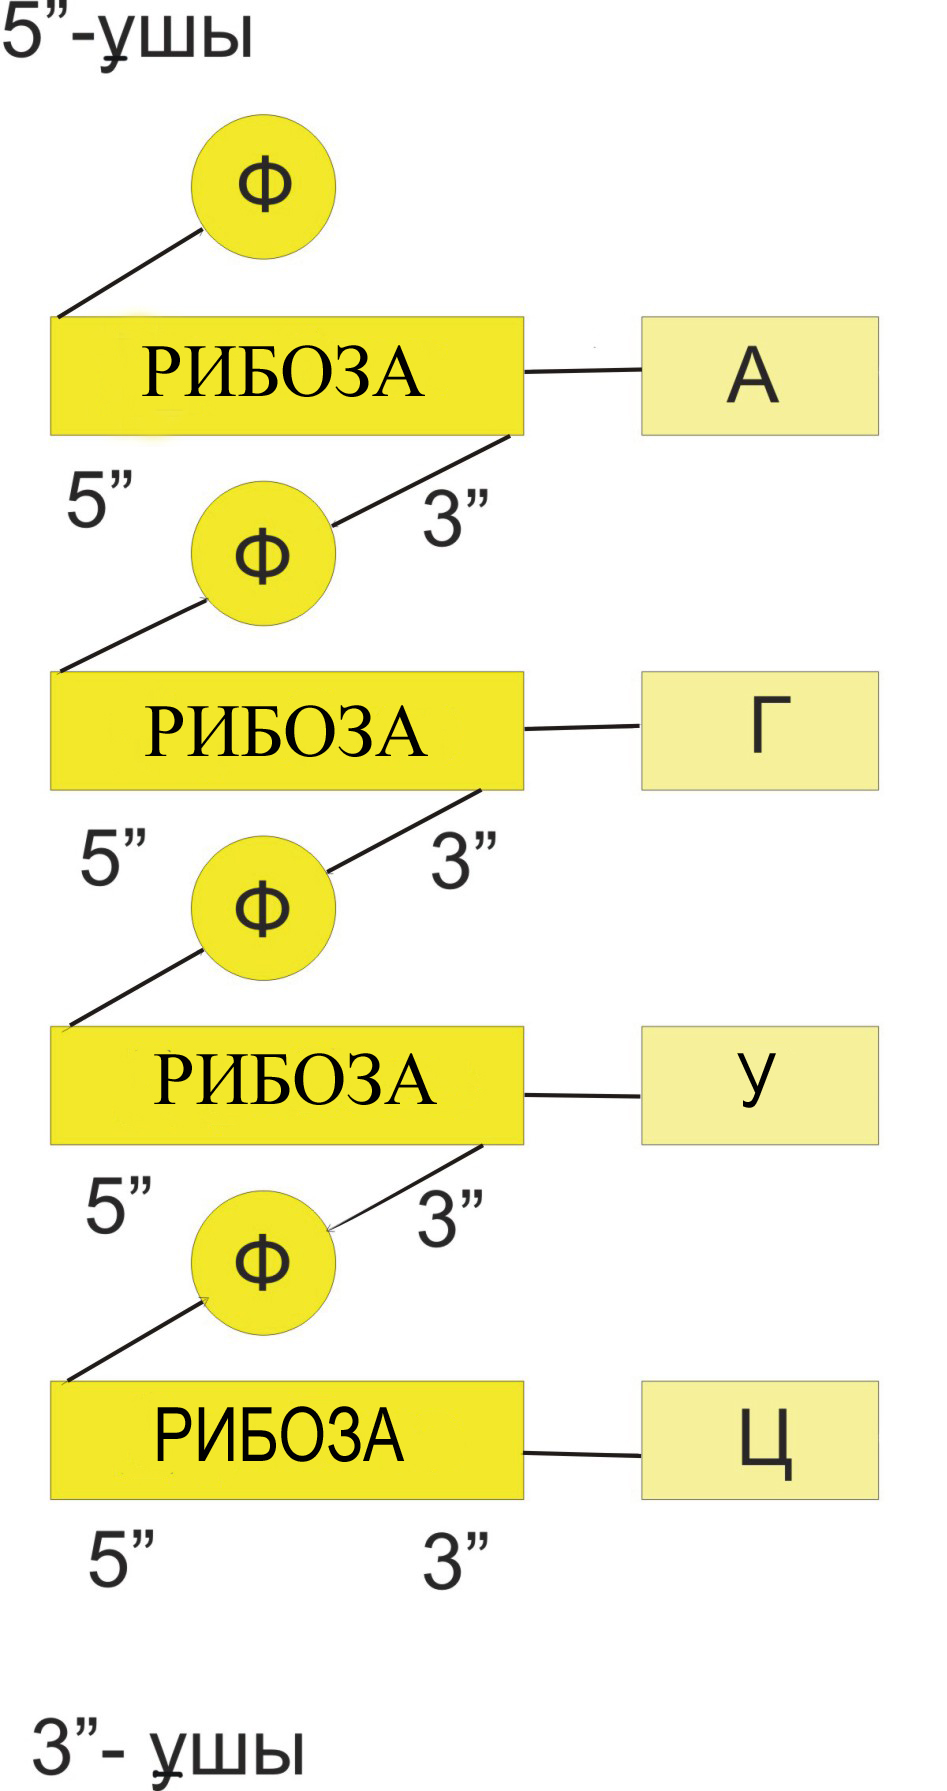 5”-ұшы
Ф
РИБОЗА А
5” 3”
Ф
РИБОЗА Г
5” 3”
Ф
РИБОЗА У
5” 3”
Ф
РИБОЗА Ц
5” 3”
3”- ұшы